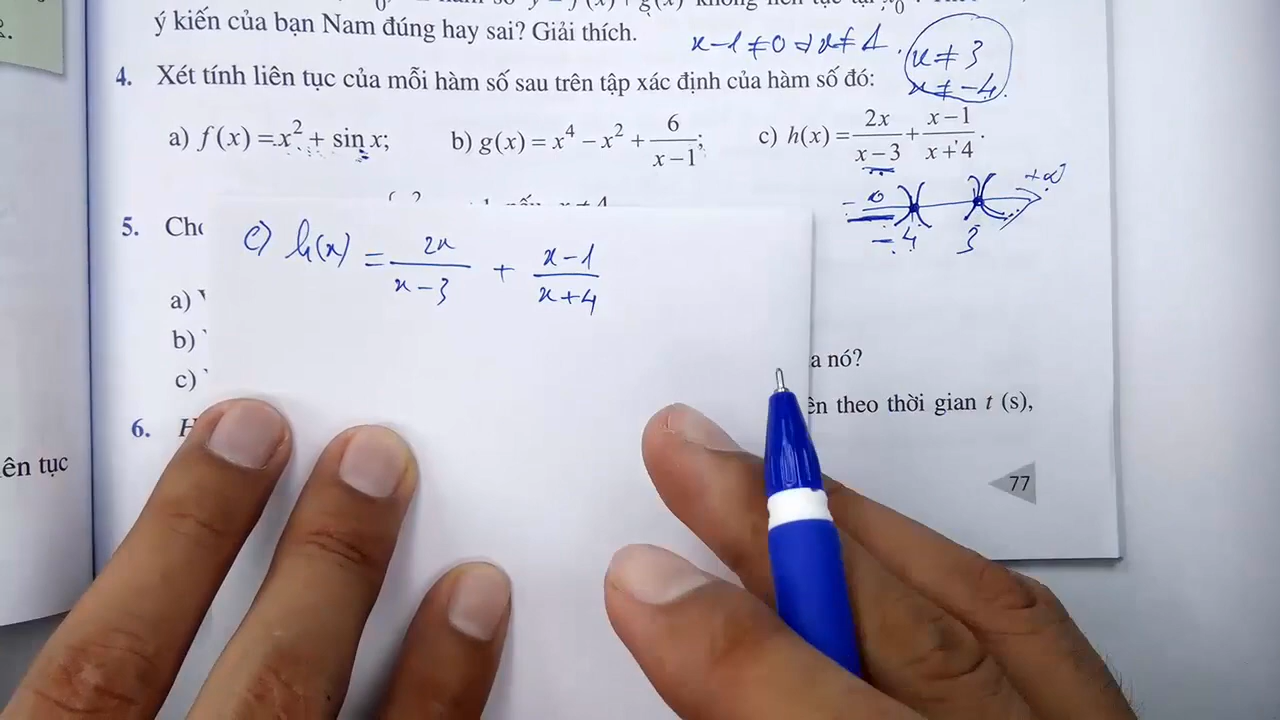 ý kiến của bạn Nam đúng hay sai? Giải thích.
x-1≠0 → x≠1.
x≠3
x≠-4
4. Xét tính liên tục của mỗi hàm số sau trên tập xác định của hàm số đó:
a) f(x) = x² + sin x; b) g(x) = x⁴ − x² + 6/(x−1); c) h(x) = 2x/(x−3) + (x−1)/(x+4).
-∞ +∞
-4 3
5. Ch
c) h(x) = 2x/(x-3) + (x-1)/(x+4)
a)
b)
a nó?
c)
ên theo thời gian t (s),
6. H
ên tục
77